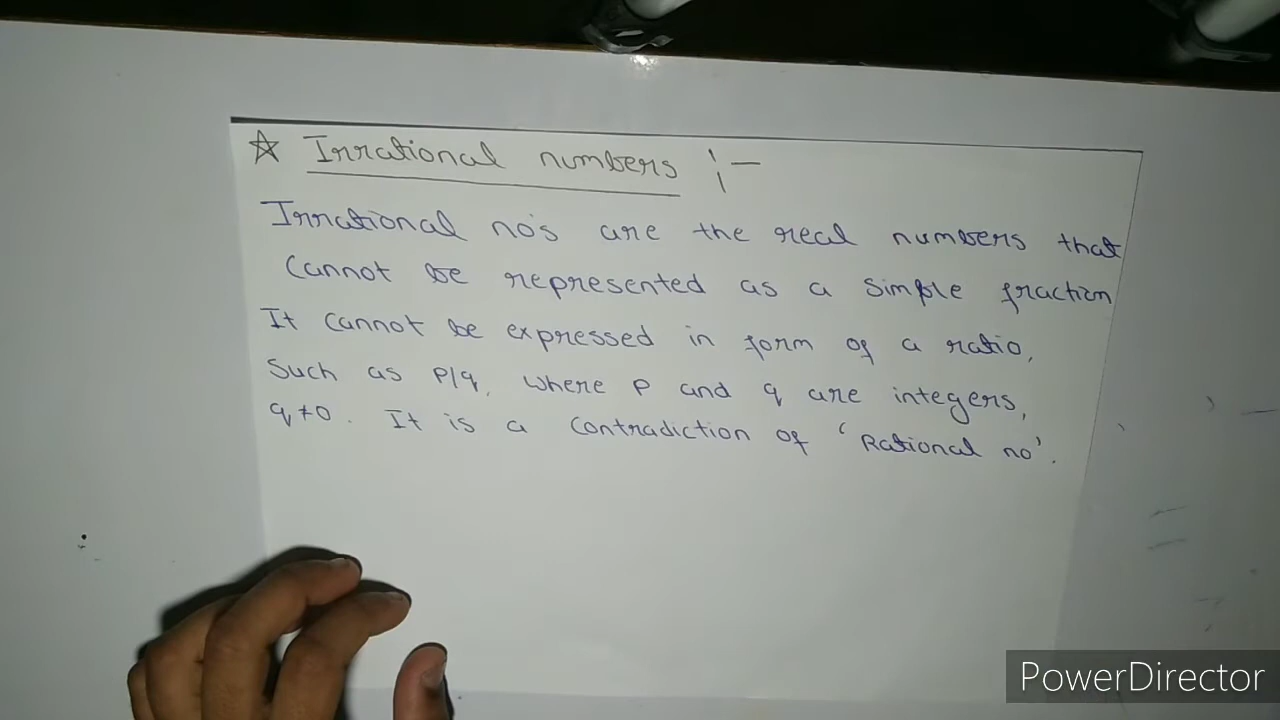 ☆ Irrational numbers :-
Irrational no's are the real numbers that
cannot be represented as a simple fraction
It cannot be expressed in form of a ratio,
Such as P/q, where P and q are integers,
q≠0. It is a contradiction of 'Rational no'.
PowerDirector